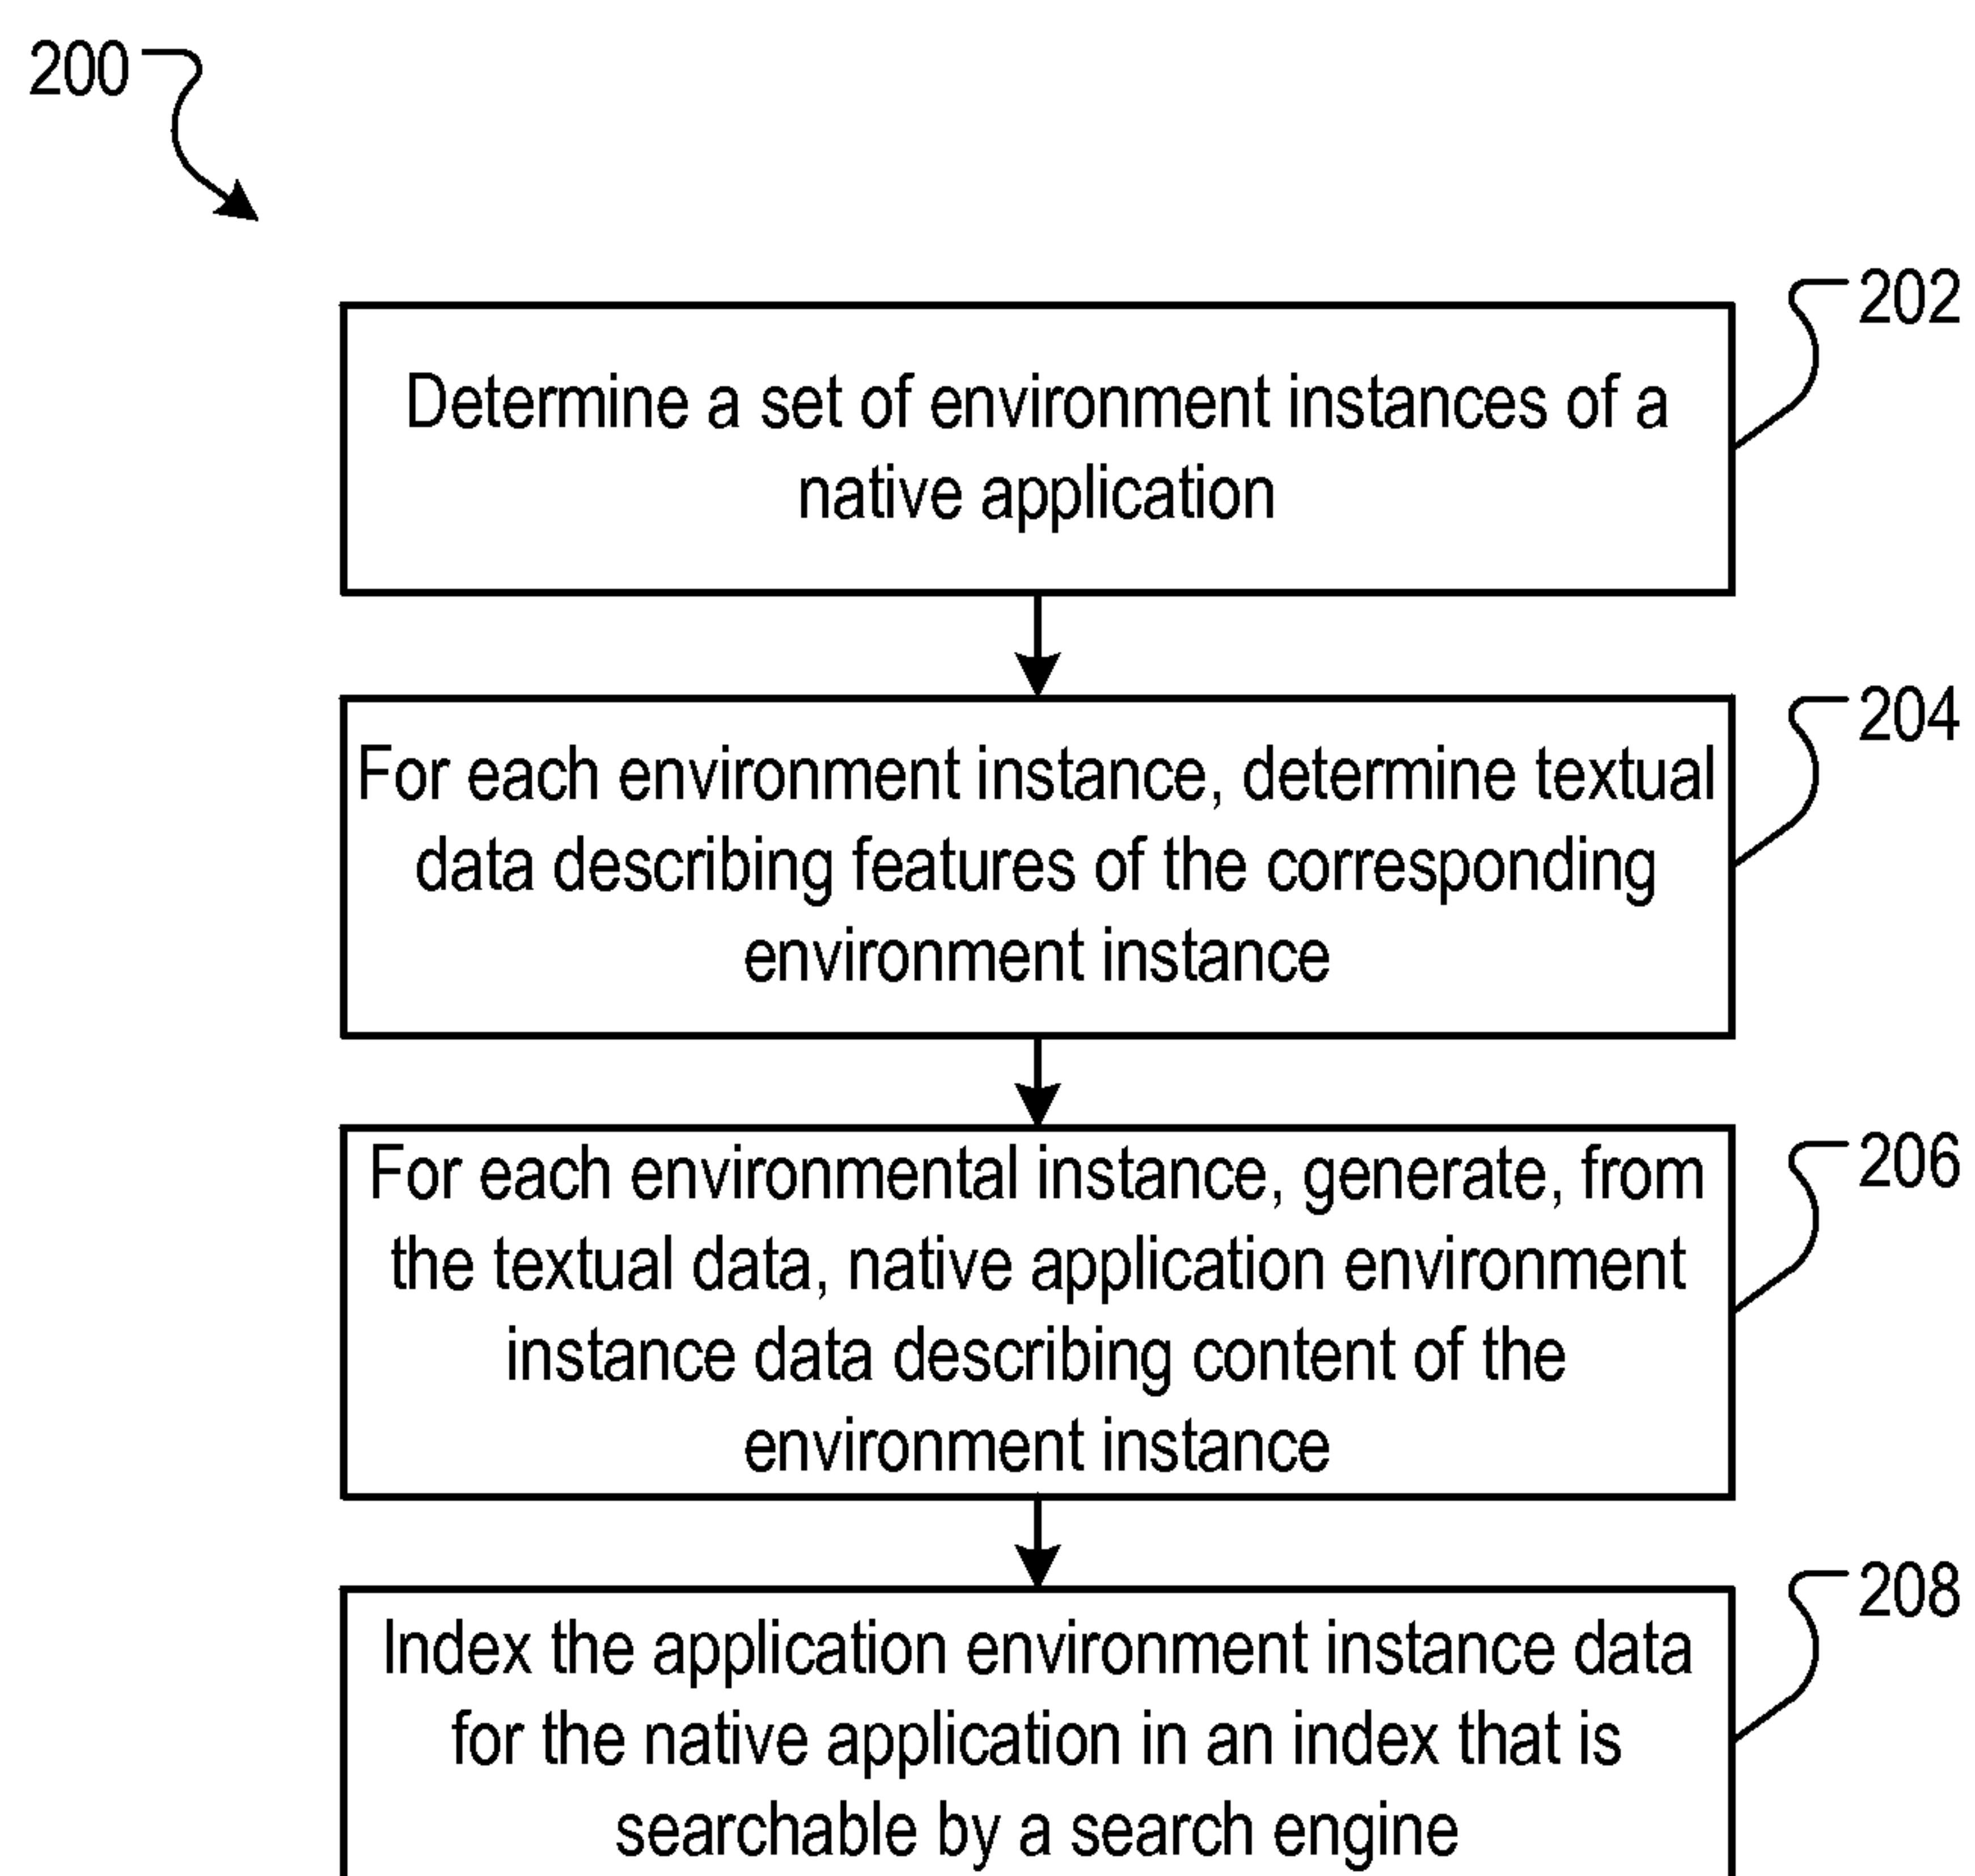 200
202
Determine a set of environment instances of a
native application
204
For each environment instance, determine textual
data describing features of the corresponding
environment instance
206
For each environmental instance, generate, from
the textual data, native application environment
instance data describing content of the
environment instance
208
Index the application environment instance data
for the native application in an index that is
searchable by a search engine